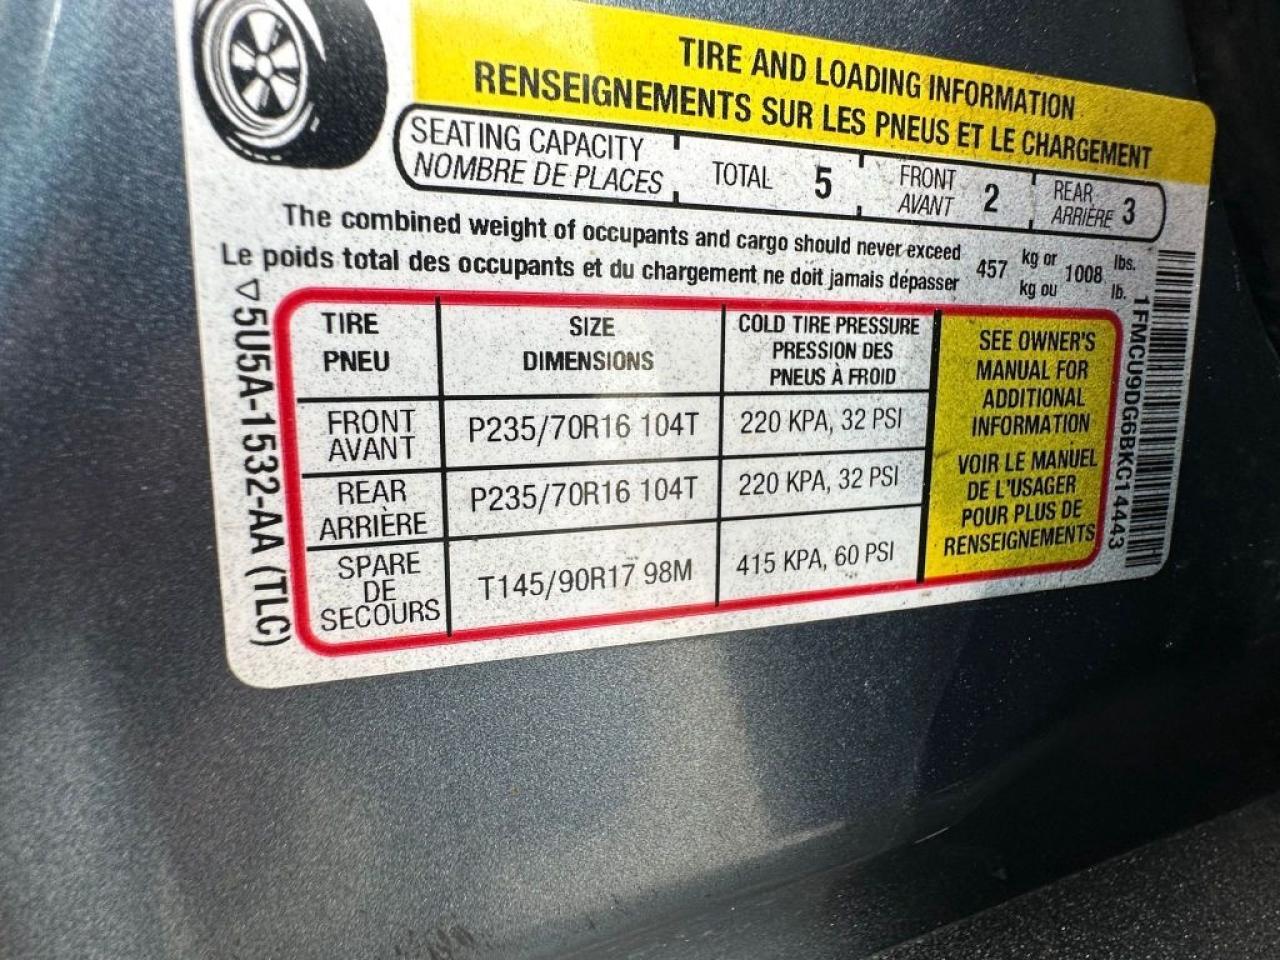 TIRE AND LOADING INFORMATION
RENSEIGNEMENTS SUR LES PNEUS ET LE CHARGEMENT
SEATING CAPACITY
NOMBRE DE PLACES
TOTAL 5
FRONT
AVANT
2
REAR
ARRIÈRE
3
The combined weight of occupants and cargo should never exceed
Le poids total des occupants et du chargement ne doit jamais dépasser
457
kg or
kg ou
1008
lbs.
lb.
▽5U5A-1532-AA (TLC)
TIRE
PNEU
SIZE
DIMENSIONS
COLD TIRE PRESSURE
PRESSION DES
PNEUS À FROID
FRONT
AVANT
P235/70R16 104T
220 KPA, 32 PSI
REAR
ARRIÈRE
P235/70R16 104T
220 KPA, 32 PSI
SPARE
DE
SECOURS
T145/90R17 98M
415 KPA, 60 PSI
SEE OWNER'S
MANUAL FOR
ADDITIONAL
INFORMATION
VOIR LE MANUEL
DE L'USAGER
POUR PLUS DE
RENSEIGNEMENTS
1FMCU9DG6BKC14443